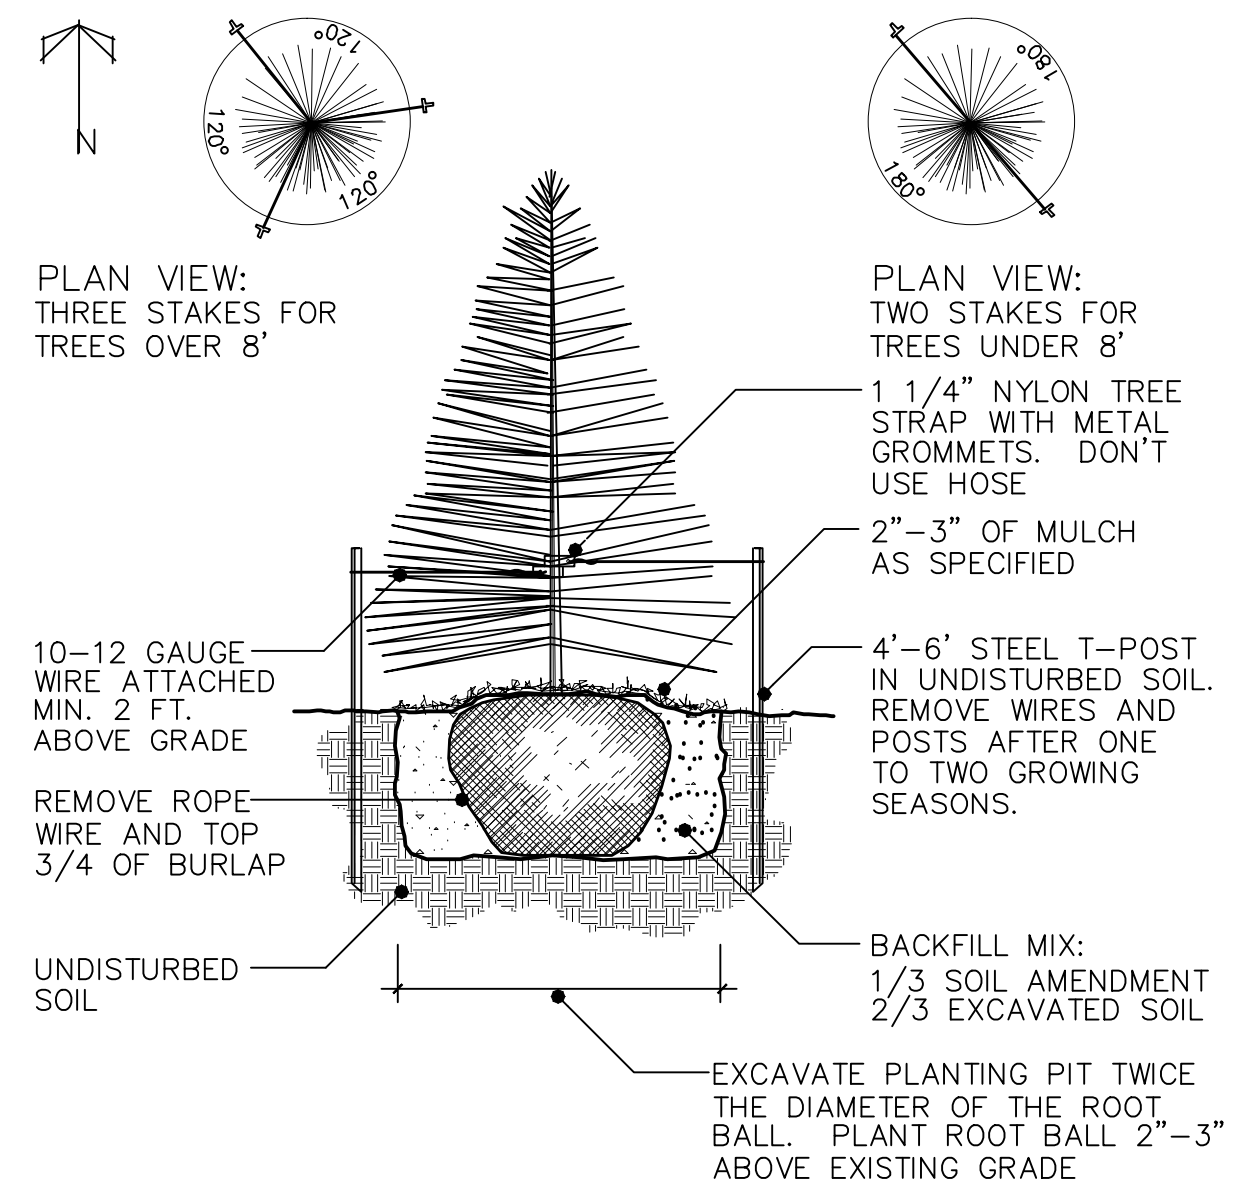 N
120°
120°
120°
PLAN VIEW:
THREE STAKES FOR
TREES OVER 8'
180°
180°
PLAN VIEW:
TWO STAKES FOR
TREES UNDER 8'
1 1/4" NYLON TREE
STRAP WITH METAL
GROMMETS. DON'T
USE HOSE
2"-3" OF MULCH
AS SPECIFIED
4'-6' STEEL T-POST
IN UNDISTURBED SOIL.
REMOVE WIRES AND
POSTS AFTER ONE
TO TWO GROWING
SEASONS.
10-12 GAUGE
WIRE ATTACHED
MIN. 2 FT.
ABOVE GRADE
REMOVE ROPE
WIRE AND TOP
3/4 OF BURLAP
UNDISTURBED
SOIL
BACKFILL MIX:
1/3 SOIL AMENDMENT
2/3 EXCAVATED SOIL
EXCAVATE PLANTING PIT TWICE
THE DIAMETER OF THE ROOT
BALL. PLANT ROOT BALL 2"-3"
ABOVE EXISTING GRADE